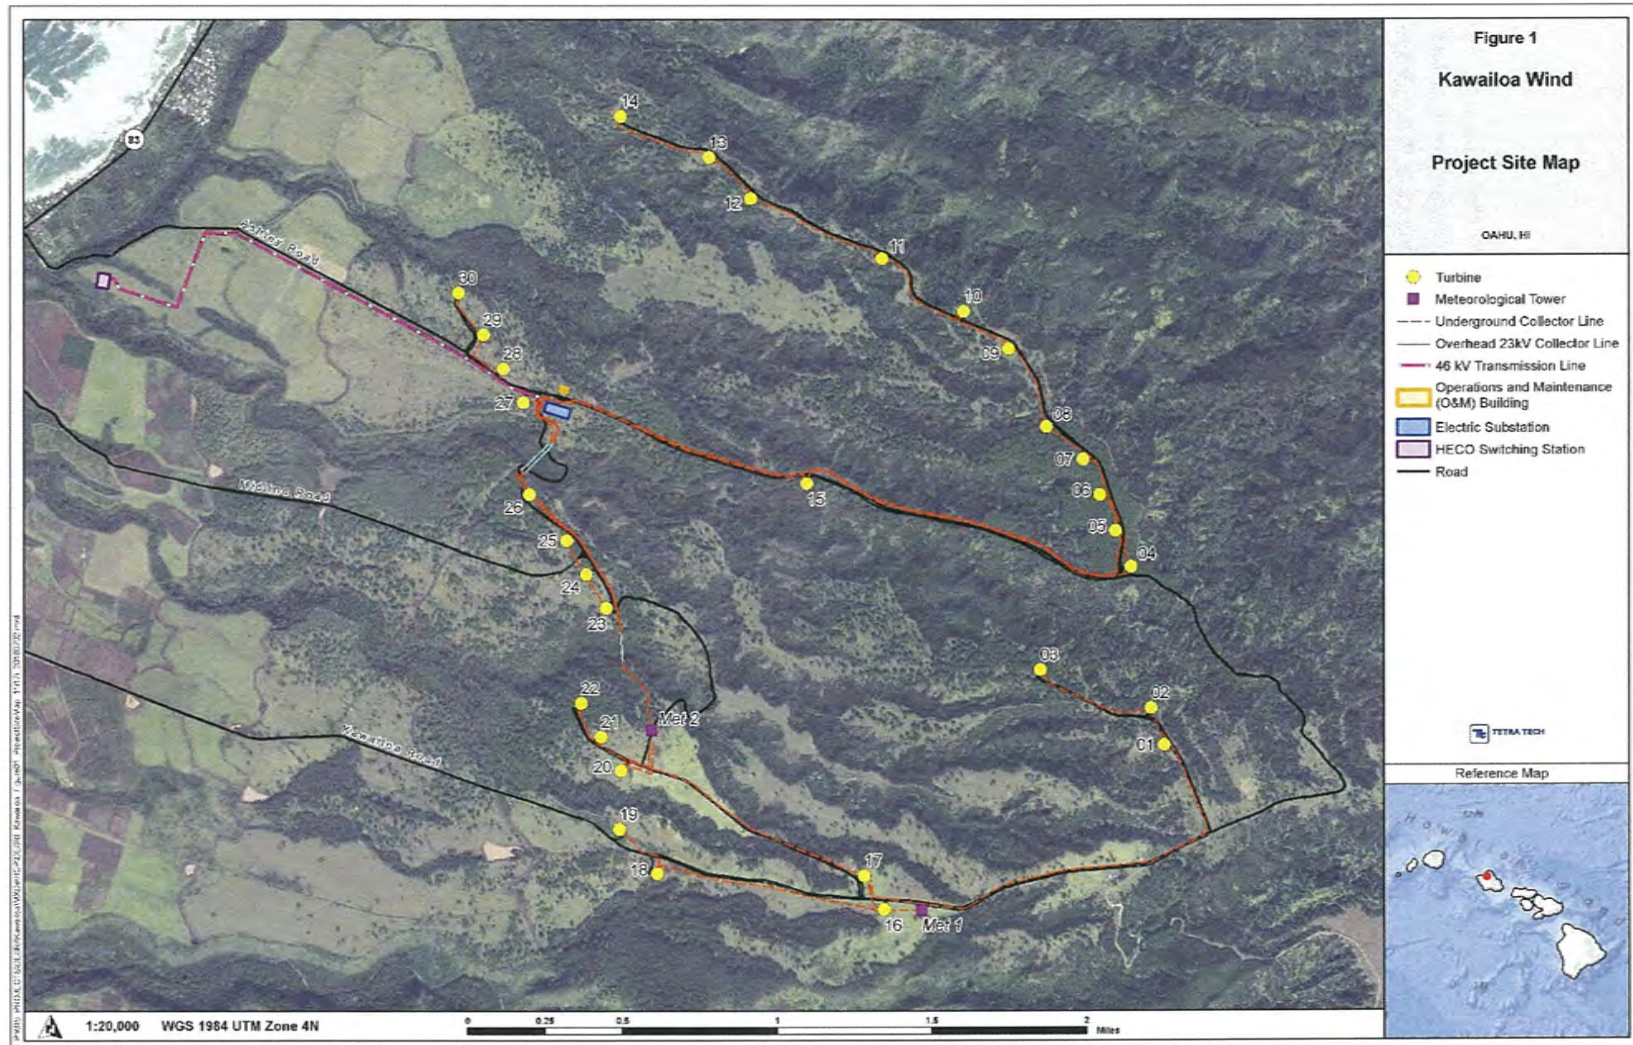 Figure 1
Kawailoa Wind
Project Site Map
OAHU, HI
Turbine
Meteorological Tower
Underground Collector Line
Overhead 23kV Collector Line
46 kV Transmission Line
Operations and Maintenance
(O&M) Building
Electric Substation
HECO Switching Station
Road
TETRA TECH
Reference Map
83
14
13
12
11
10
09
08
07
06
05
04
03
02
01
30
29
28
27
26
25
24
23
22
21
20
19
18
17
16
15
Met 2
Met 1
Ashley Road
Midline Road
Kawailoa Road
1:20,000
WGS 1984 UTM Zone 4N
0
0.25
0.5
1
1.5
2
Miles